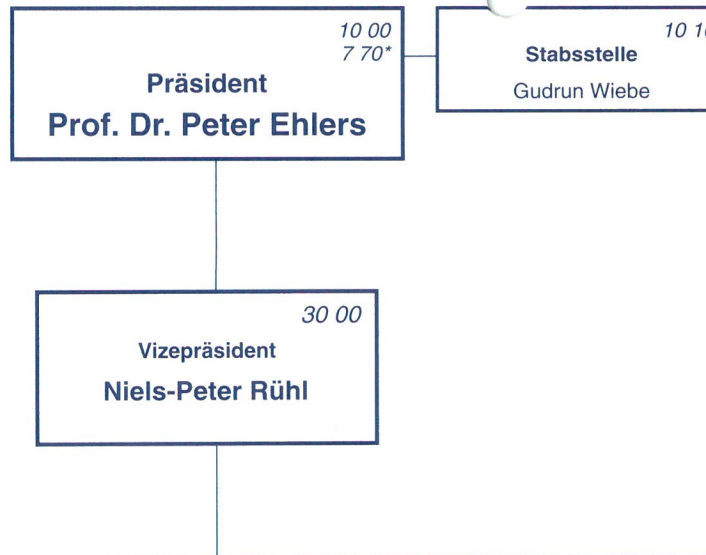 10 00
7 70*
Präsident
Prof. Dr. Peter Ehlers
Stabsstelle
Gudrun Wiebe
30 00
Vizepräsident
Niels-Peter Rühl